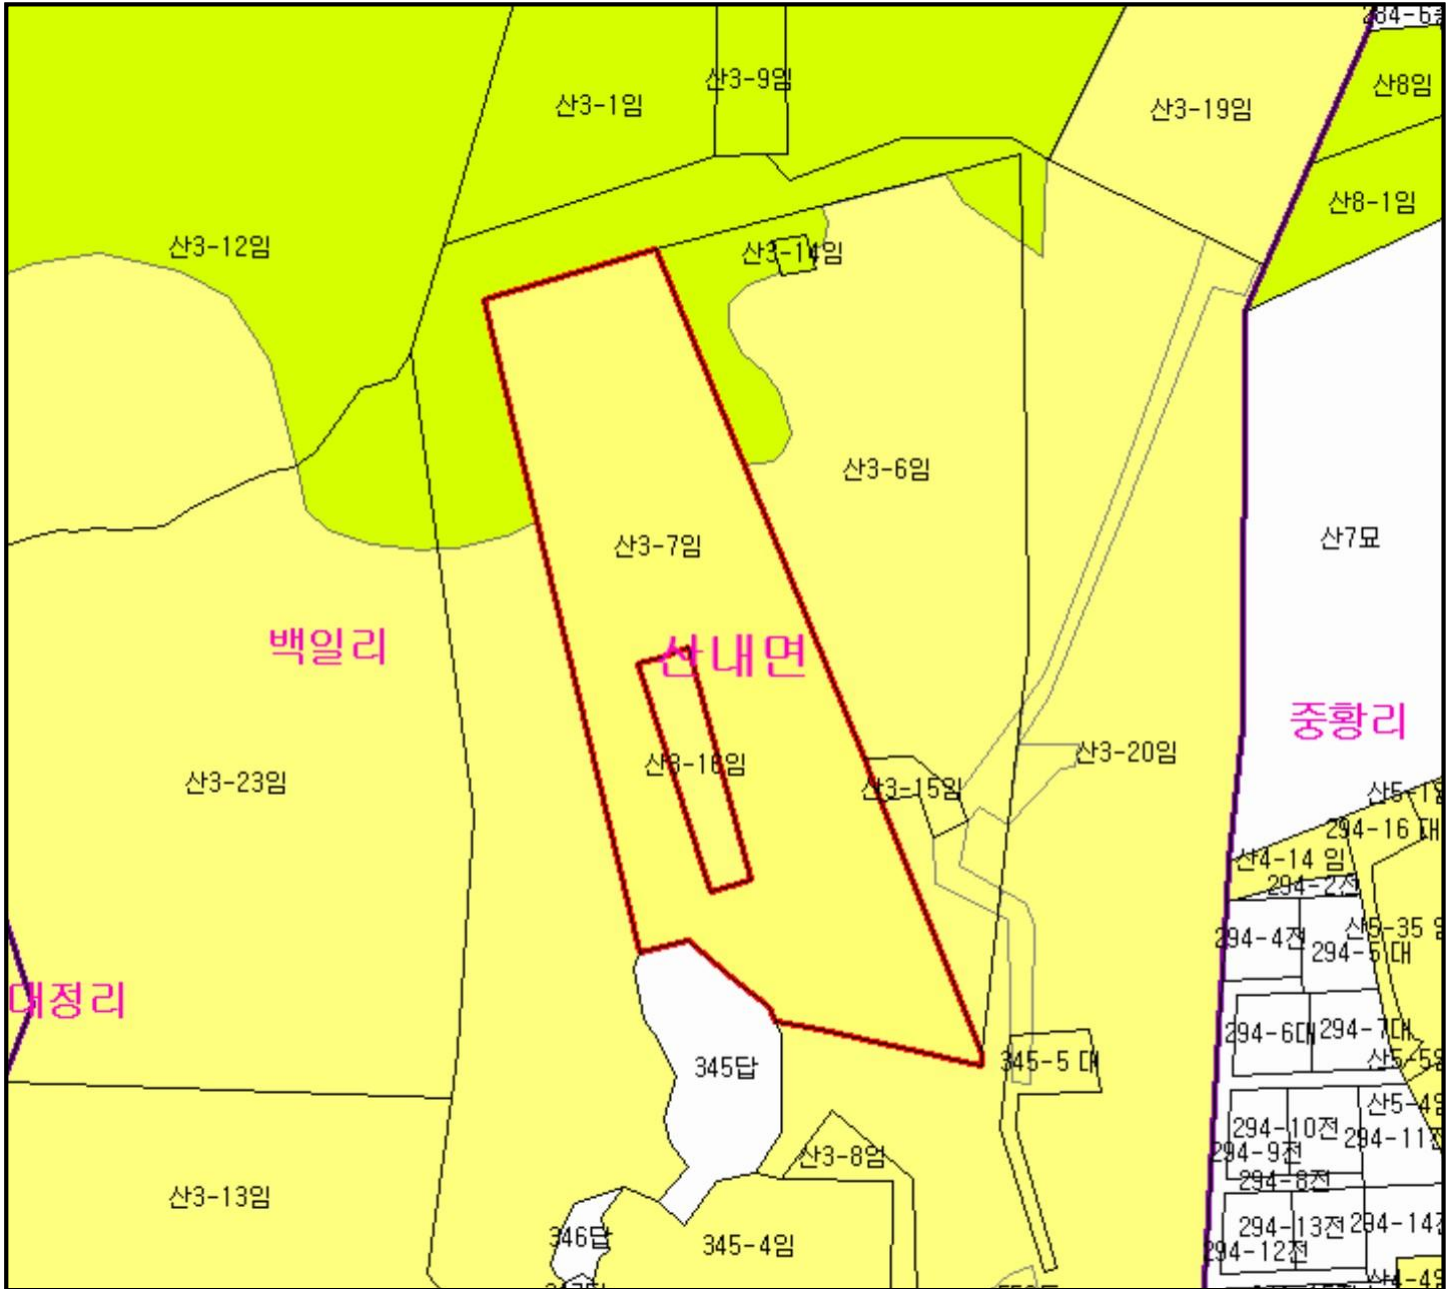 산3-9임
산8임
산3-1임
산3-19임
산8-1임
산3-12임
산3-14임
산3-6임
산7묘
산3-7임
백일리
산내면
중황리
산3-20임
산3-16임
산3-23임
산3-15임
294-16 대
산4-14 임
294-2전
산5-35
294-4전
294-5 대
대정리
294-6대
294-7대
345-5 대
345답
294-10전
294-11전
294-9전
산3-8임
294-8전
산3-13임
294-13전
346답
345-4임
294-12전